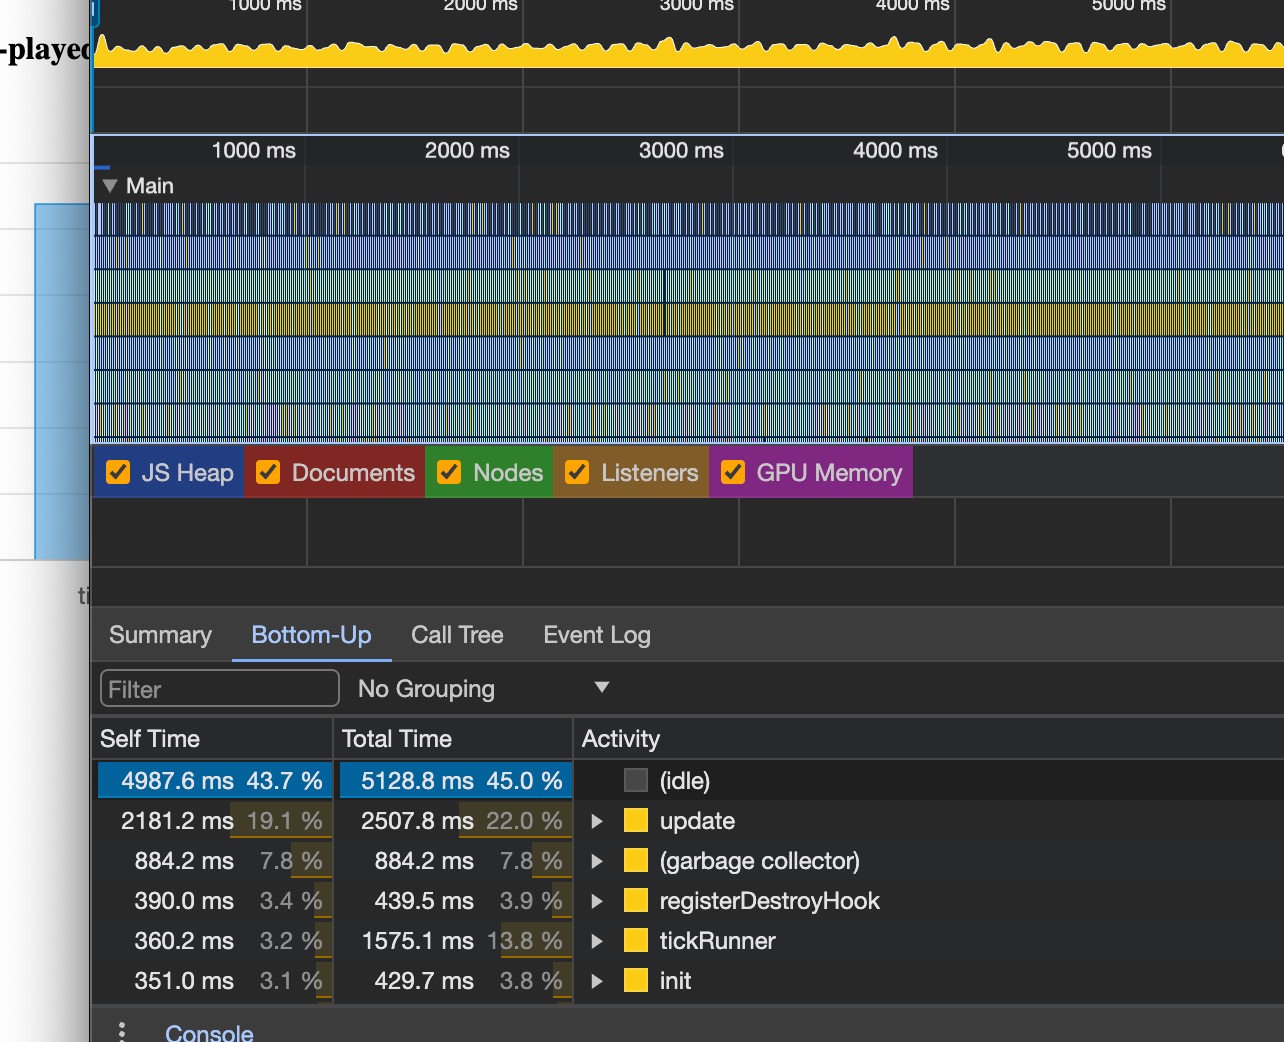 1000 ms 2000 ms 3000 ms 4000 ms 5000 ms
-played
1000 ms 2000 ms 3000 ms 4000 ms 5000 ms
Main
JS Heap Documents Nodes Listeners GPU Memory
ti
Summary Bottom-Up Call Tree Event Log
Filter No Grouping
Self Time Total Time Activity
4987.6 ms 43.7 % 5128.8 ms 45.0 % (idle)
2181.2 ms 19.1 % 2507.8 ms 22.0 % update
884.2 ms 7.8 % 884.2 ms 7.8 % (garbage collector)
390.0 ms 3.4 % 439.5 ms 3.9 % registerDestroyHook
360.2 ms 3.2 % 1575.1 ms 13.8 % tickRunner
351.0 ms 3.1 % 429.7 ms 3.8 % init
Console